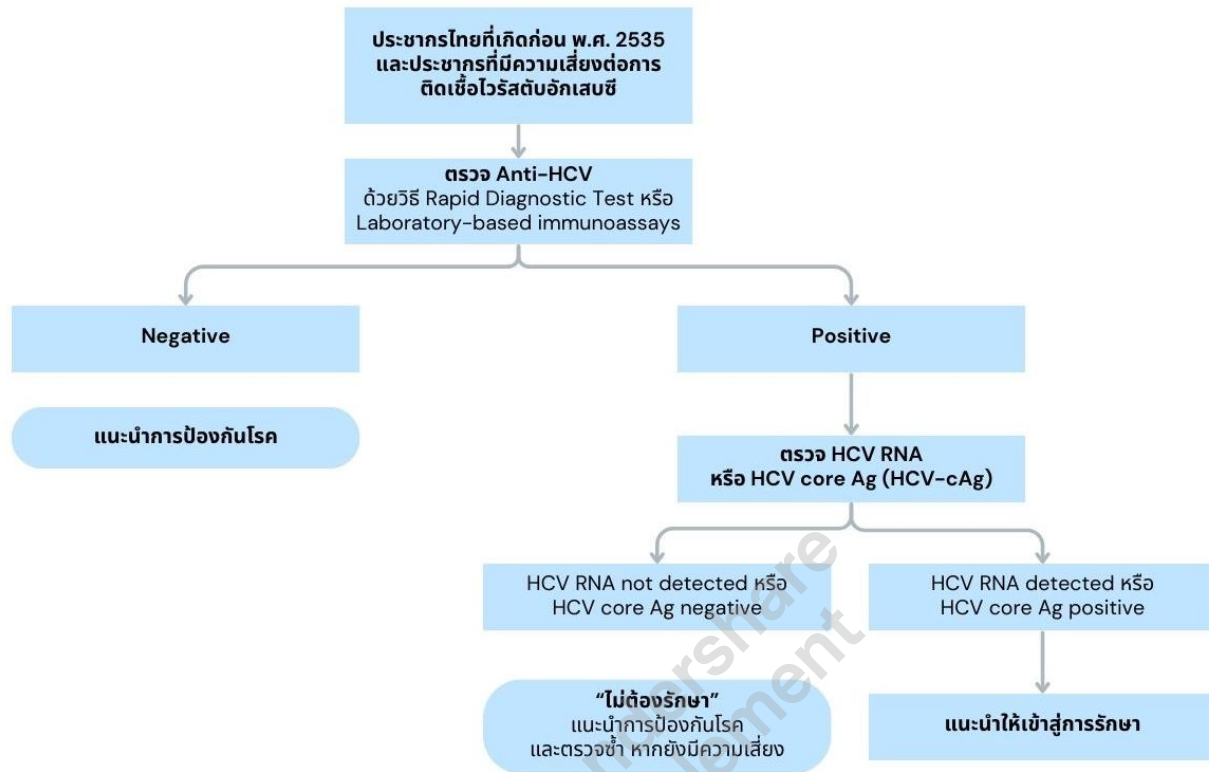 ประชากรไทยที่เกิดก่อน พ.ศ. 2535
และประชากรที่มีความเสี่ยงต่อการ
ติดเชื้อไวรัสตับอักเสบซี
ตรวจ Anti-HCV
ด้วยวิธี Rapid Diagnostic Test หรือ
Laboratory-based immunoassays
Negative
Positive
แนะนำการป้องกันโรค
ตรวจ HCV RNA
หรือ HCV core Ag (HCV-cAg)
HCV RNA not detected หรือ
HCV core Ag negative
HCV RNA detected หรือ
HCV core Ag positive
“ไม่ต้องรักษา”
แนะนำการป้องกันโรค
และตรวจซ้ำ หากยังมีความเสี่ยง
แนะนำให้เข้าสู่การรักษา